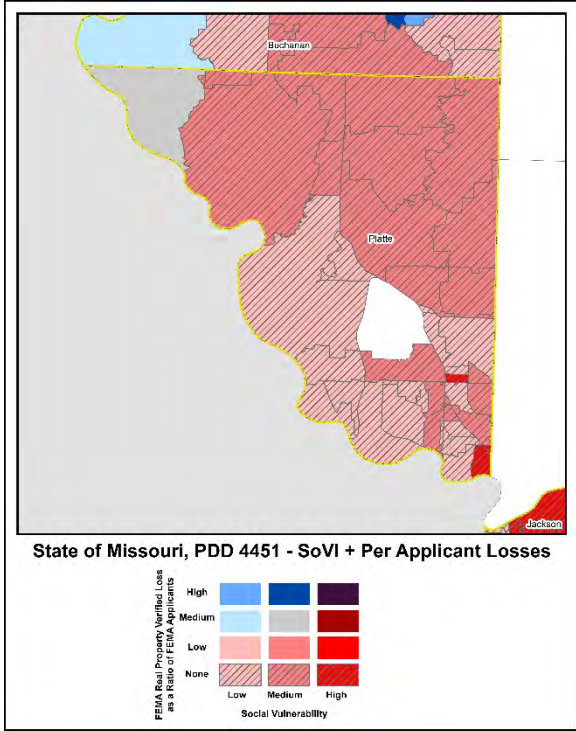 Buchanan
Platte
Jackson
State of Missouri, PDD 4451 - SoVI + Per Applicant Losses
FEMA Real Property Verified Loss
as a Ratio of FEMA Applicants
High
Medium
Low
None
Low Medium High
Social Vulnerability